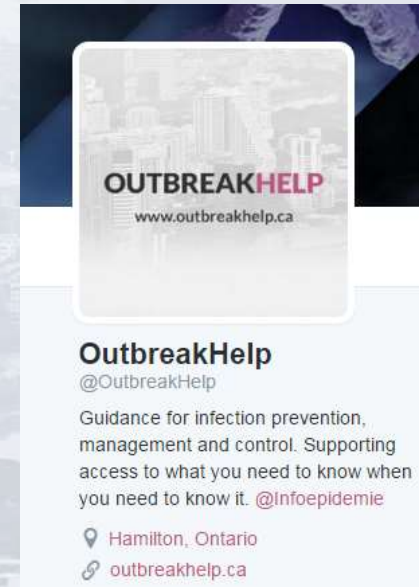 OUTBREAKHELP
www.outbreakhelp.ca
OutbreakHelp
@OutbreakHelp
Guidance for infection prevention,
management and control. Supporting
access to what you need to know when
you need to know it. @Infoepidemie
Hamilton, Ontario
outbreakhelp.ca